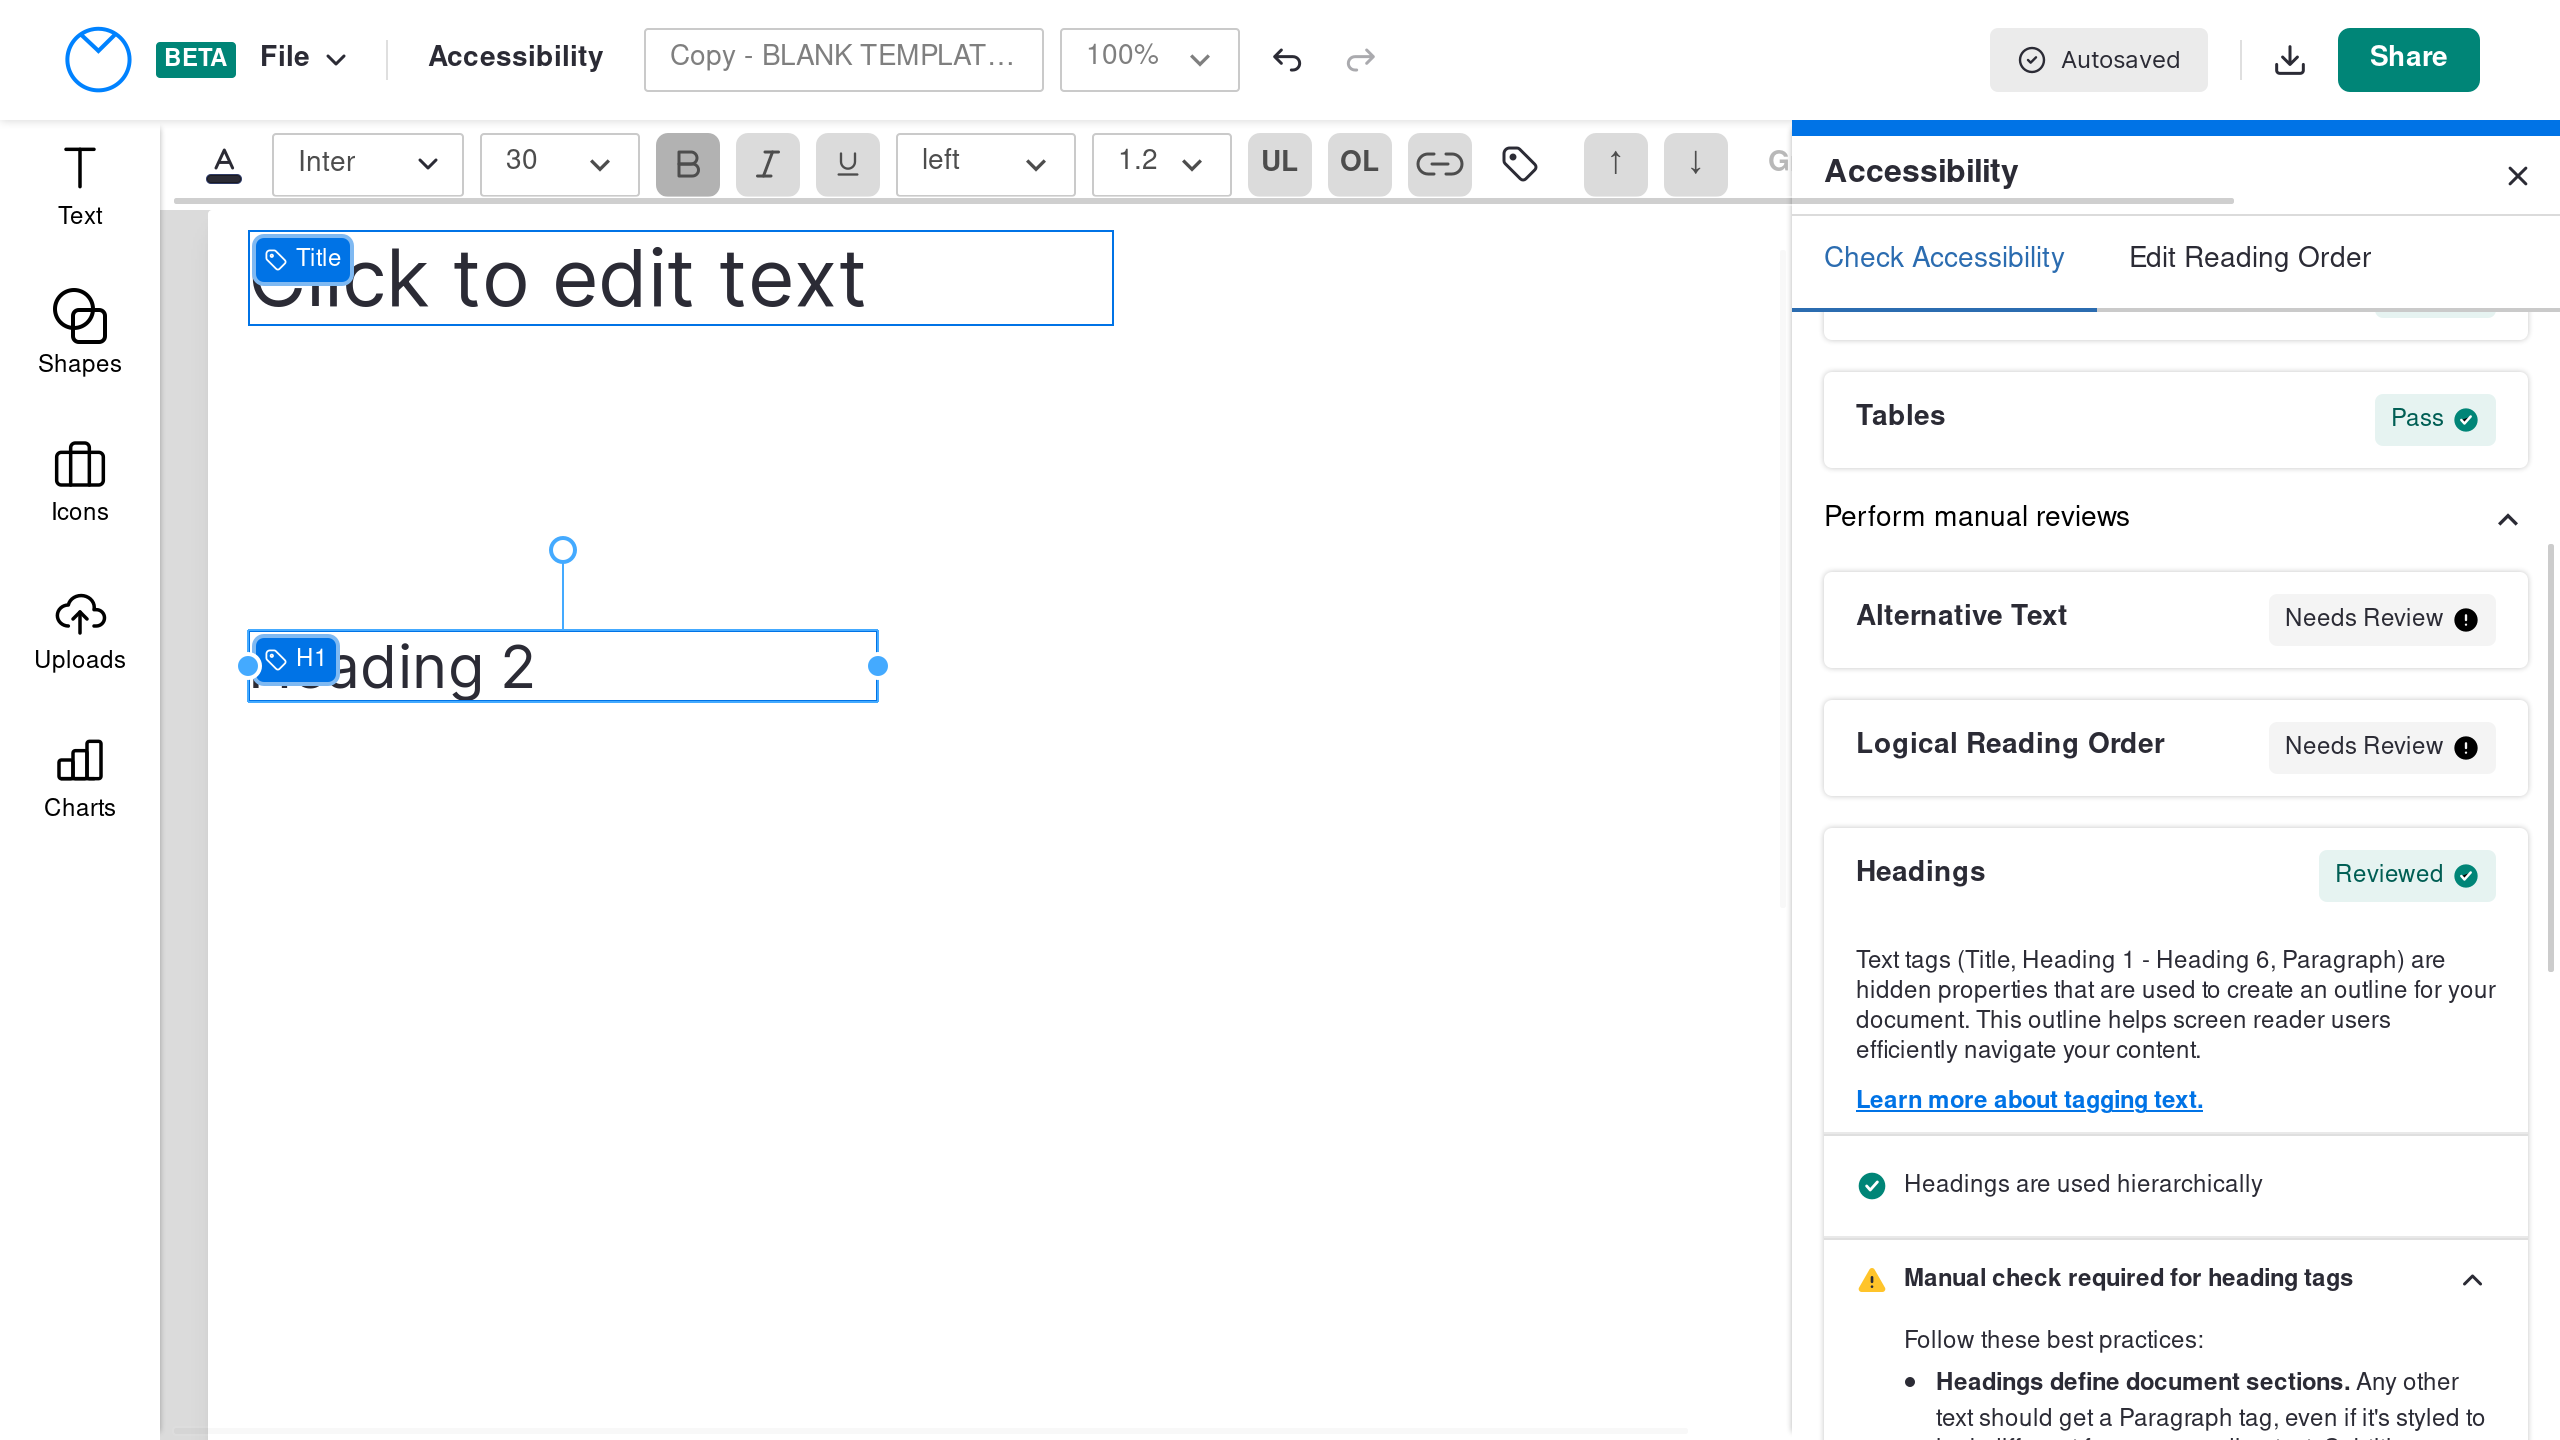 BETA File Accessibility Copy - BLANK TEMPLAT... 100% Autosaved Share
Inter 30 B I U left 1.2 UL OL ↑ ↓ G
Text
Shapes
Icons
Uploads
Charts
Title
Click to edit text
H1
Heading 2
Accessibility
Check Accessibility Edit Reading Order
Tables Pass
Perform manual reviews
Alternative Text Needs Review
Logical Reading Order Needs Review
Headings Reviewed
Text tags (Title, Heading 1 - Heading 6, Paragraph) are
hidden properties that are used to create an outline for your
document. This outline helps screen reader users
efficiently navigate your content.
Learn more about tagging text.
Headings are used hierarchically
Manual check required for heading tags
Follow these best practices:
• Headings define document sections. Any other
text should get a Paragraph tag, even if it's styled to